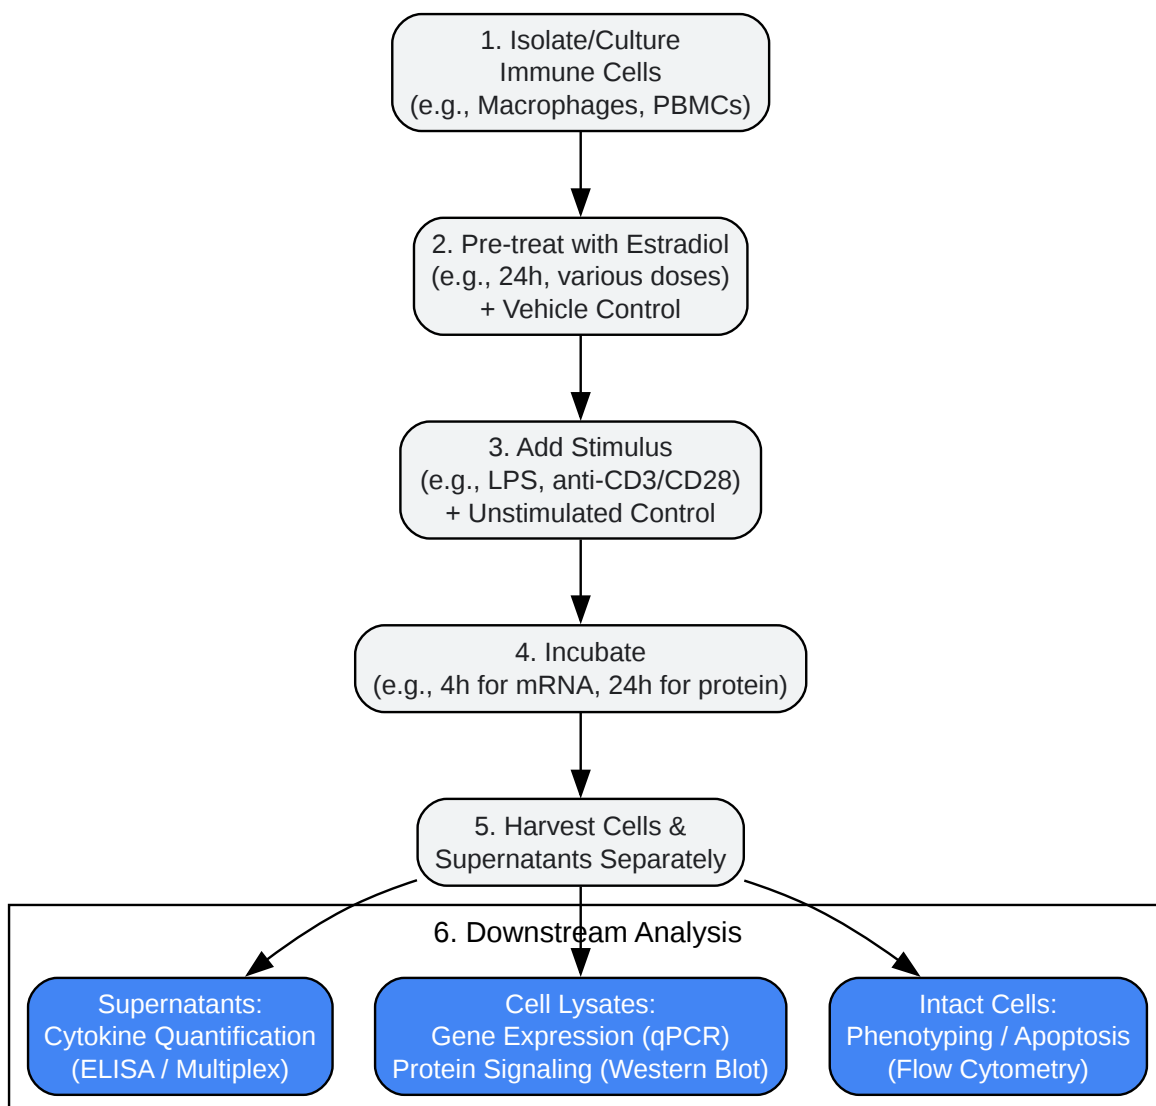 1. Isolate/Culture
Immune Cells
(e.g., Macrophages, PBMCs)
2. Pre-treat with Estradiol
(e.g., 24h, various doses)
+ Vehicle Control
3. Add Stimulus
(e.g., LPS, anti-CD3/CD28)
+ Unstimulated Control
4. Incubate
(e.g., 4h for mRNA, 24h for protein)
5. Harvest Cells &
Supernatants Separately
6. Downstream Analysis
Supernatants:
Cytokine Quantification
(ELISA / Multiplex)
Cell Lysates:
Gene Expression (qPCR)
Protein Signaling (Western Blot)
Intact Cells:
Phenotyping / Apoptosis
(Flow Cytometry)